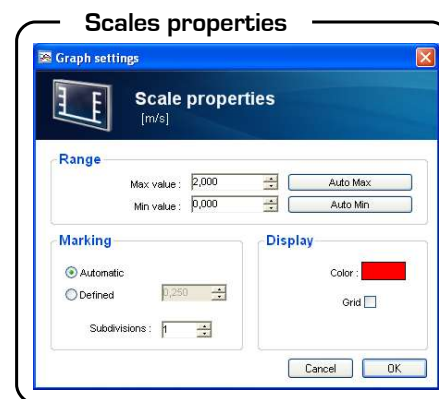 Scales properties
Graph settings
Scale properties
[m/s]
Range
Max value : 2,000 Auto Max
Min value : 0,000 Auto Min
Marking
Automatic
Defined 0,250
Subdivisions : 1
Display
Color :
Grid
Cancel OK